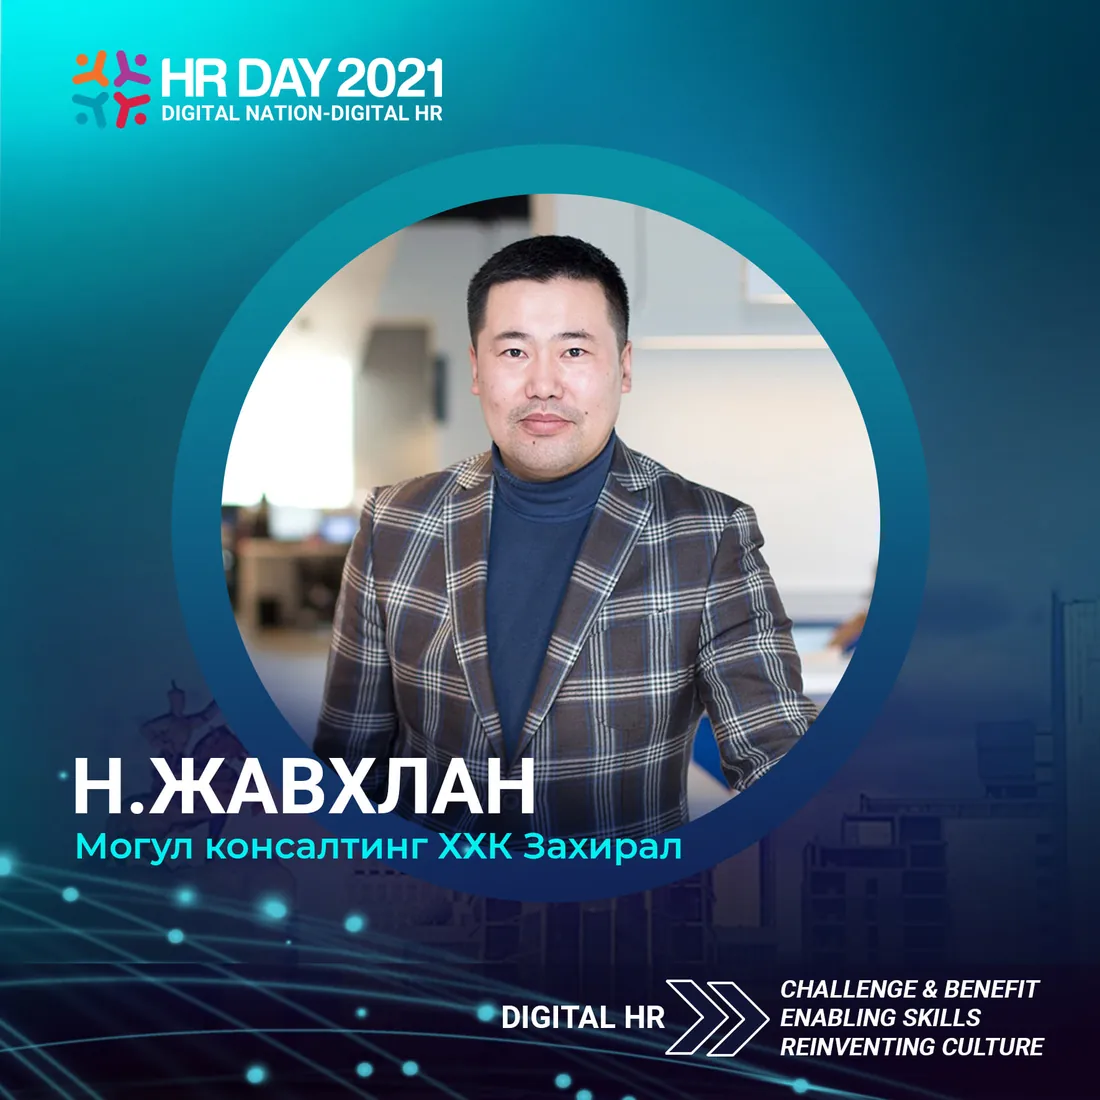 HR DAY 2021
DIGITAL NATION-DIGITAL HR
Н.ЖАВХЛАН
Могул консалтинг ХХК Захирал
DIGITAL HR
CHALLENGE & BENEFIT
ENABLING SKILLS
REINVENTING CULTURE